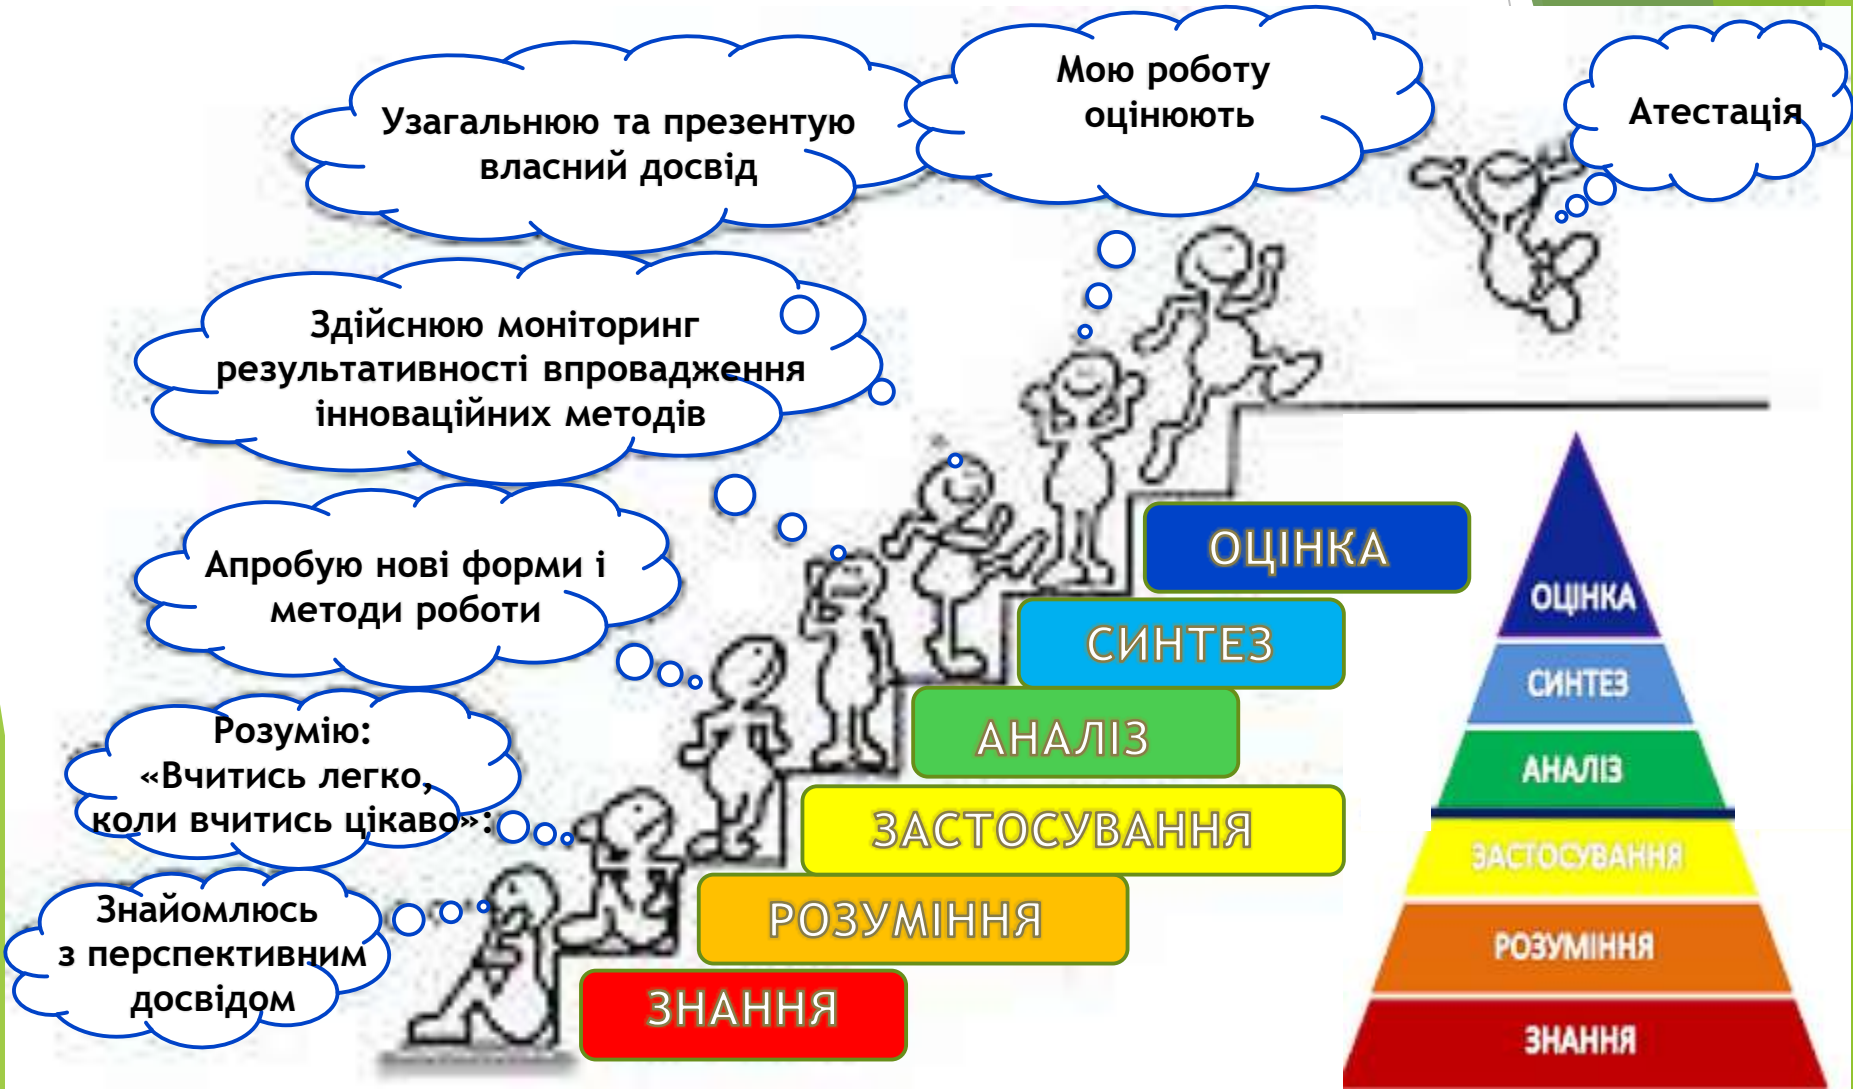 Узагальнюю та презентую
власний досвід
Мою роботу
оцінюють
Атестація
Здійснюю моніторинг
результативності впровадження
інноваційних методів
Апробую нові форми і
методи роботи
Розумію:
«Вчитись легко,
коли вчитись цікаво»:
Знайомлюсь
з перспективним
досвідом
ОЦІНКА
СИНТЕЗ
АНАЛІЗ
ЗАСТОСУВАННЯ
РОЗУМІННЯ
ЗНАННЯ
ОЦІНКА
СИНТЕЗ
АНАЛІЗ
ЗАСТОСУВАННЯ
РОЗУМІННЯ
ЗНАННЯ